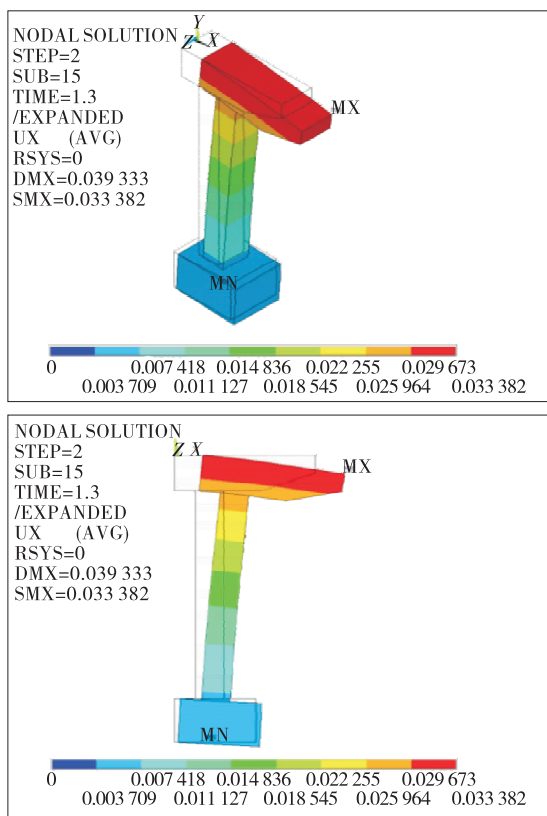 NODAL SOLUTION
STEP=2
SUB=15
TIME=1.3
/EXPANDED
UX (AVG)
RSYS=0
DMX=0.039 333
SMX=0.033 382
Y
Z X
MX
MN
0 0.007 418 0.014 836 0.022 255 0.029 673
0.003 709 0.011 127 0.018 545 0.025 964 0.033 382
NODAL SOLUTION
STEP=2
SUB=15
TIME=1.3
/EXPANDED
UX (AVG)
RSYS=0
DMX=0.039 333
SMX=0.033 382
Z X
MX
MN
0 0.007 418 0.014 836 0.022 255 0.029 673
0.003 709 0.011 127 0.018 545 0.025 964 0.033 382